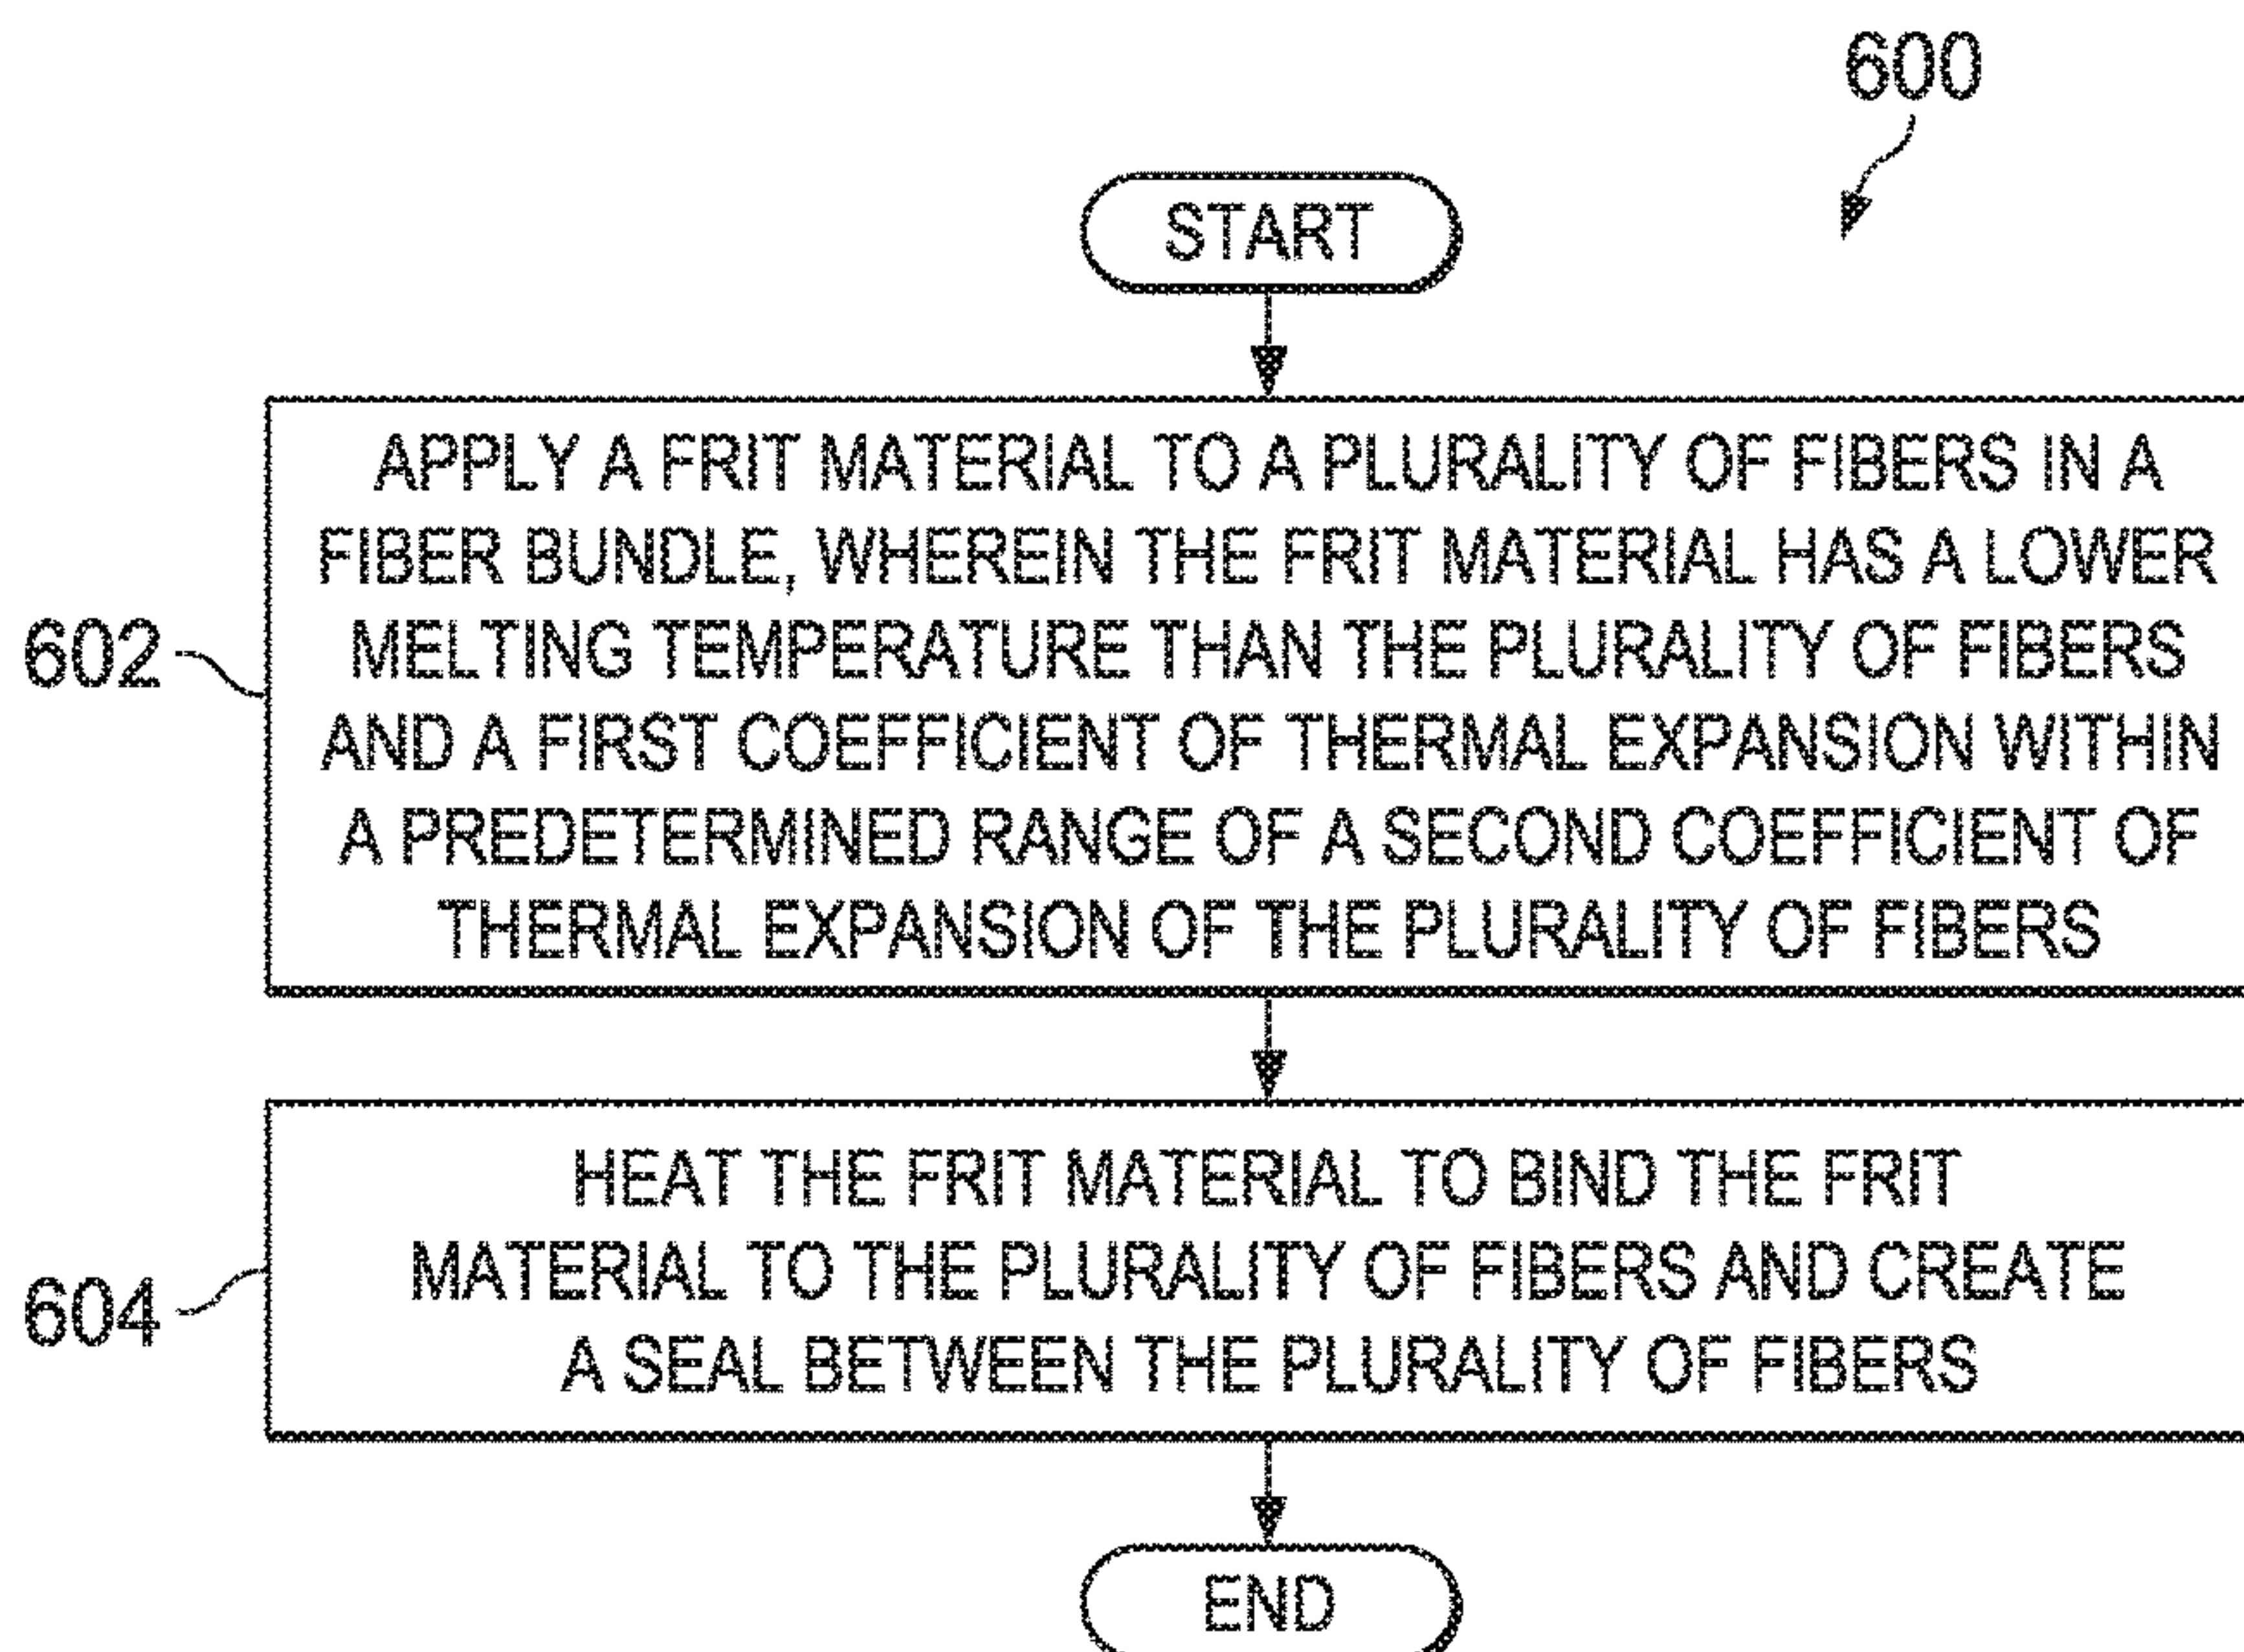 600
START
APPLY A FRIT MATERIAL TO A PLURALITY OF FIBERS IN A
FIBER BUNDLE, WHEREIN THE FRIT MATERIAL HAS A LOWER
602
MELTING TEMPERATURE THAN THE PLURALITY OF FIBERS
AND A FIRST COEFFICIENT OF THERMAL EXPANSION WITHIN
A PREDETERMINED RANGE OF A SECOND COEFFICIENT OF
THERMAL EXPANSION OF THE PLURALITY OF FIBERS
HEAT THE FRIT MATERIAL TO BIND THE FRIT
MATERIAL TO THE PLURALITY OF FIBERS AND CREATE
604
A SEAL BETWEEN THE PLURALITY OF FIBERS
END